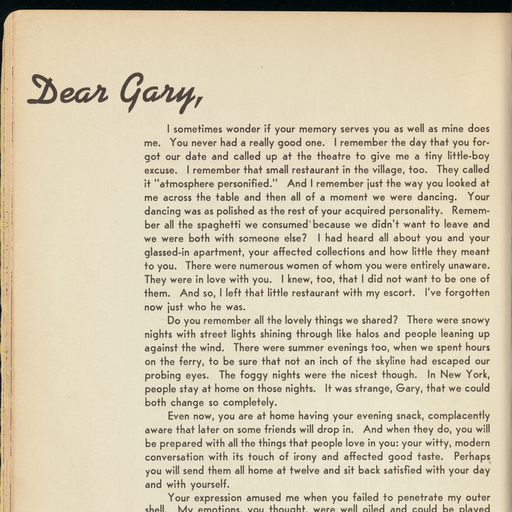 Dear Gary,
I sometimes wonder if your memory serves you as well as mine does
me. You never had a really good one. I remember the day that you for-
got our date and called up at the theatre to give me a tiny little-boy
excuse. I remember that small restaurant in the village, too. They called
it "atmosphere personified." And I remember just the way you looked at
me across the table and then all of a moment we were dancing. Your
dancing was as polished as the rest of your acquired personality. Remem-
ber all the spaghetti we consumed because we didn't want to leave and
we were both with someone else? I had heard all about you and your
glassed-in apartment, your affected collections and how little they meant
to you. There were numerous women of whom you were entirely unaware.
They were in love with you. I knew, too, that I did not want to be one of
them. And so, I left that little restaurant with my escort. I've forgotten
now just who he was.
Do you remember all the lovely things we shared? There were snowy
nights with street lights shining through like halos and people leaning up
against the wind. There were summer evenings too, when we spent hours
on the ferry, to be sure that not an inch of the skyline had escaped our
probing eyes. The foggy nights were the nicest though. In New York,
people stay at home on those nights. It was strange, Gary, that we could
both change so completely.
Even now, you are at home having your evening snack, complacently
aware that later on some friends will drop in. And when they do, you will
be prepared with all the things that people love in you: your witty, modern
conversation with its touch of irony and affected good taste. Perhaps
you will send them all home at twelve and sit back satisfied with your day
and with yourself.
Your expression amused me when you failed to penetrate my outer
shell. My emotions, you thought, were well oiled and could be played